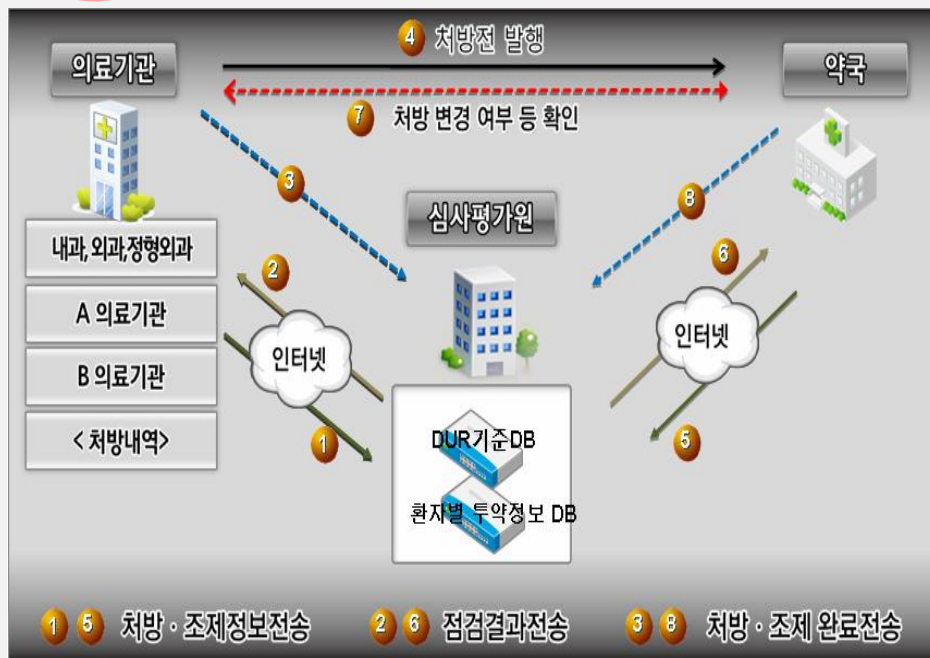 4 처방전 발행
의료기관
약국
7 처방 변경 여부 등 확인
3
8
심사평가원
내과, 외과,정형외과
2
6
A 의료기관
인터넷
인터넷
B 의료기관
<처방내역>
1
5
DUR기준DB
환자별 투약정보 DB
1 5 처방·조제정보전송
2 6 점검결과전송
3 8 처방·조제 완료전송